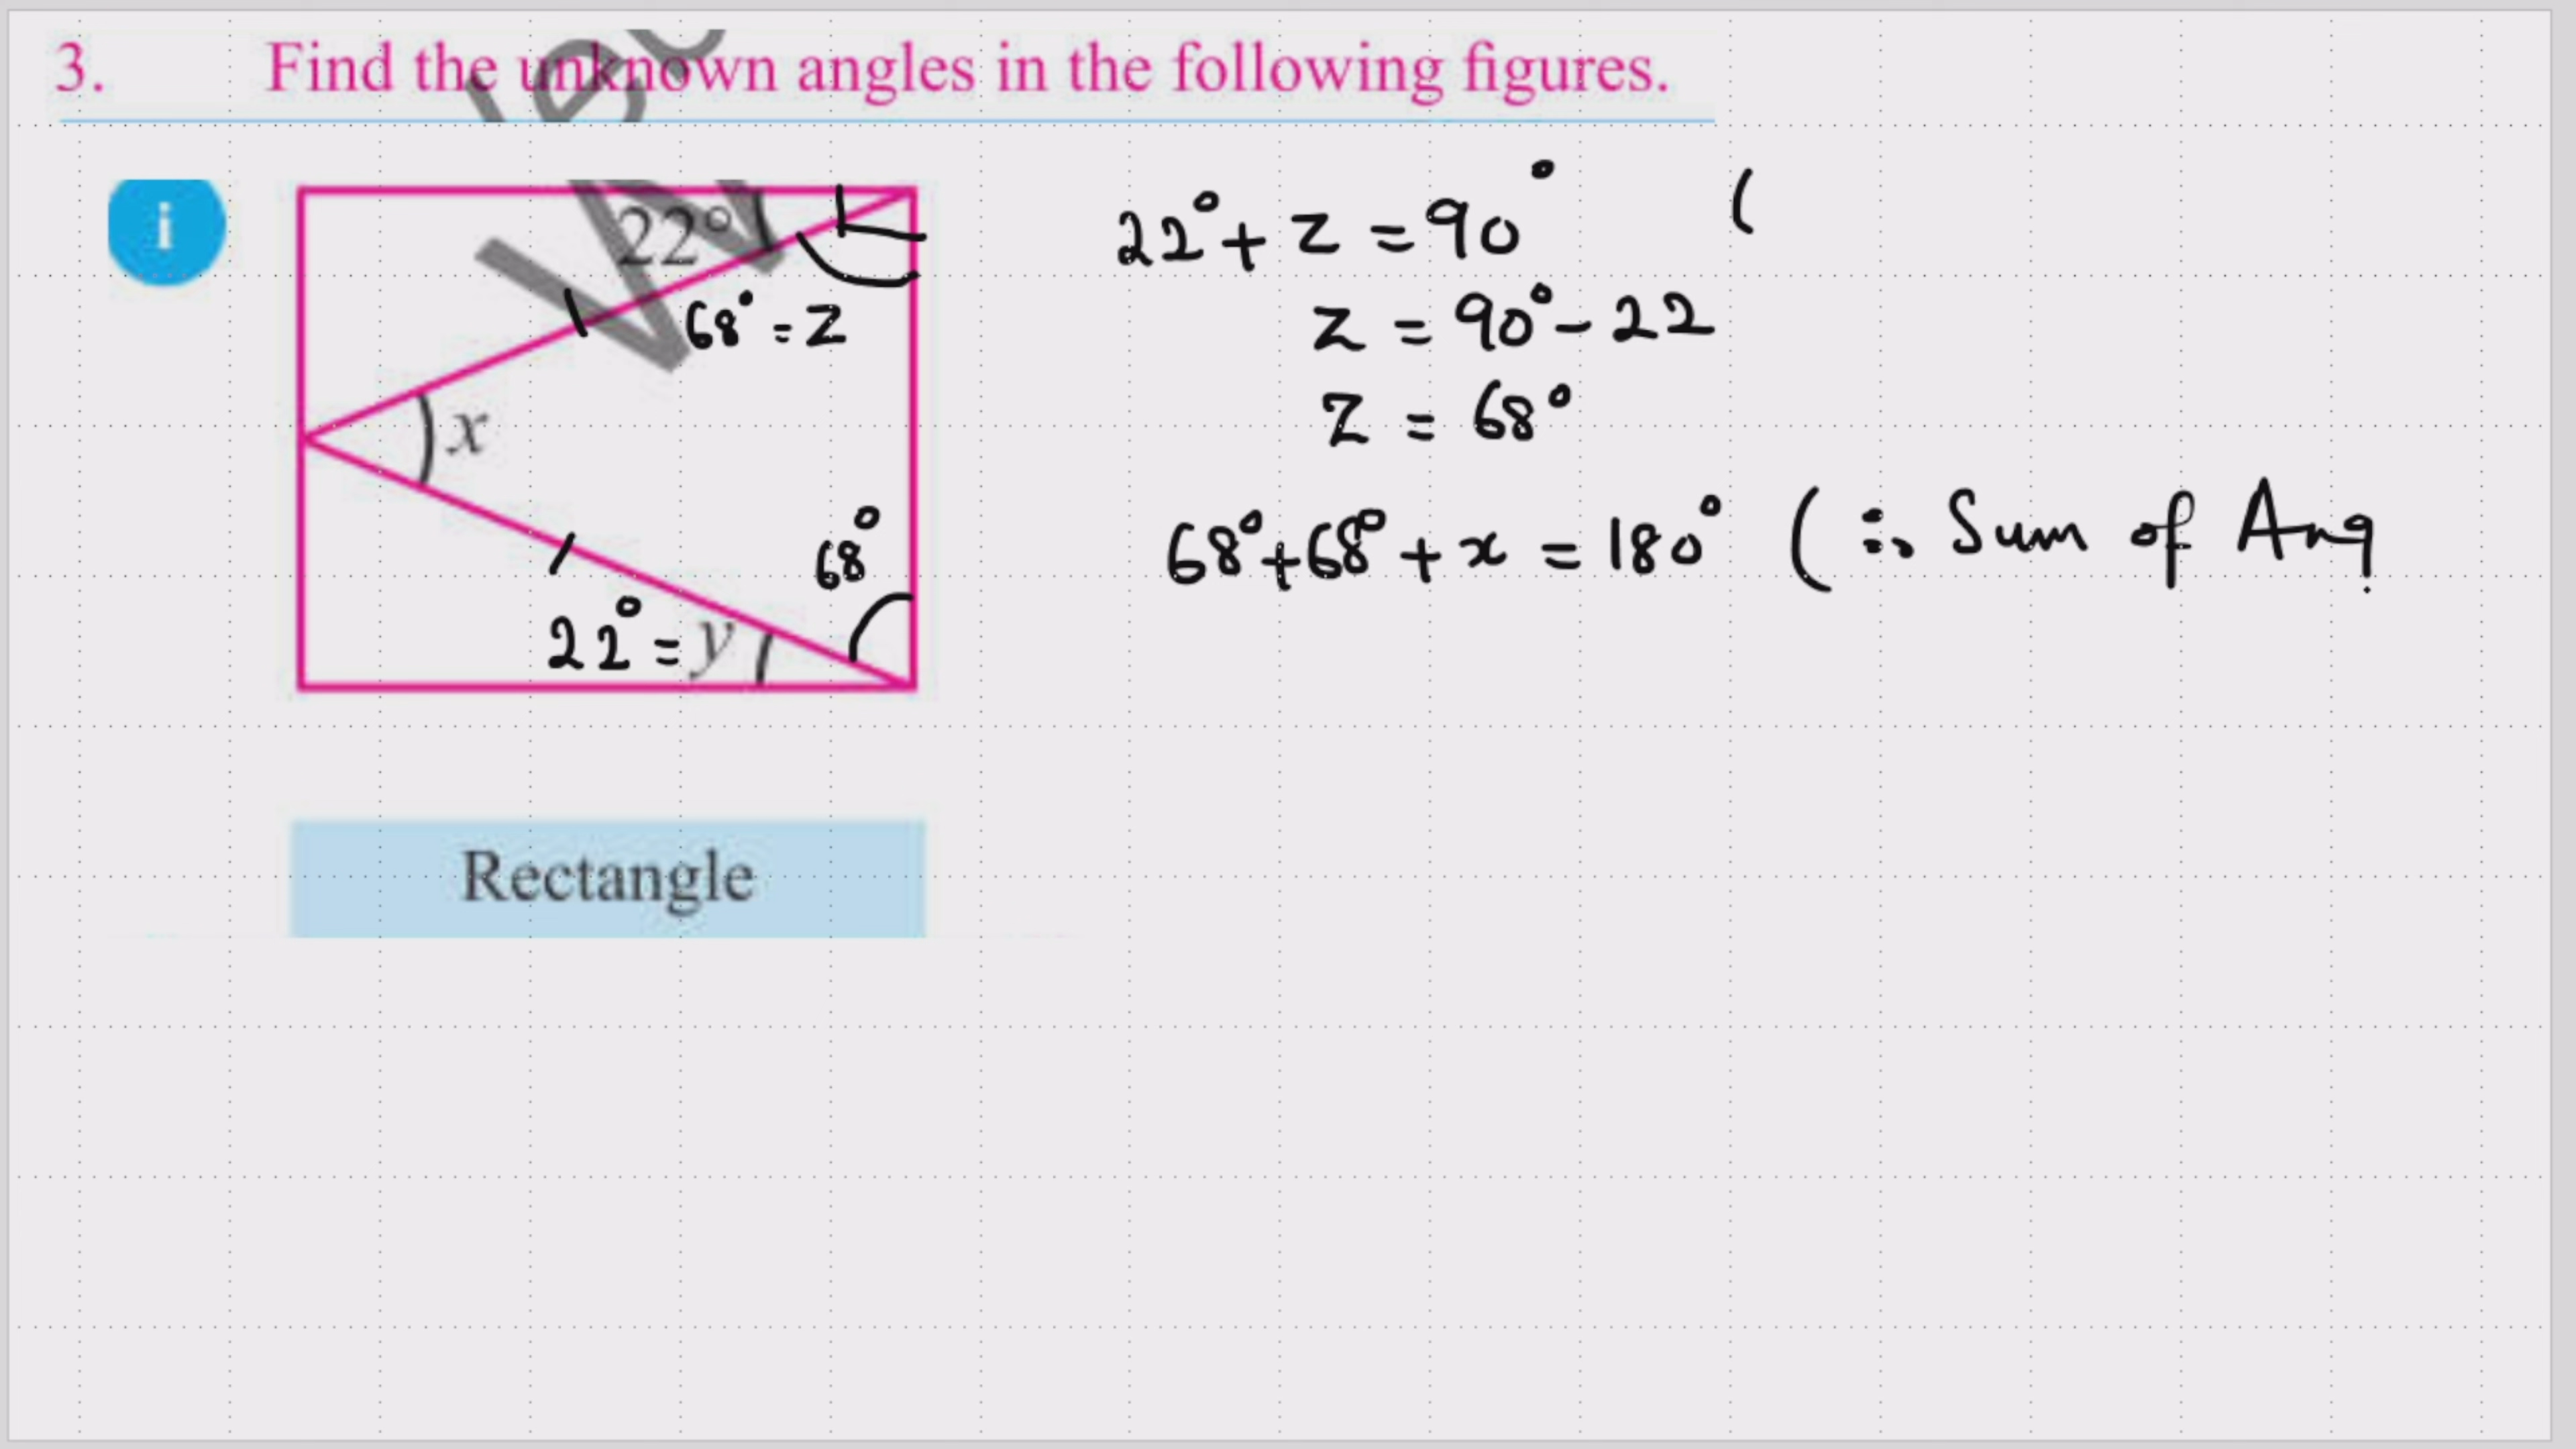 3. Find the unknown angles in the following figures.
i
22°
68° = z
x
68°
22° = y
Rectangle
22° + z = 90° (
z = 90° - 22
z = 68°
68° + 68° + x = 180° (∵ Sum of Ang